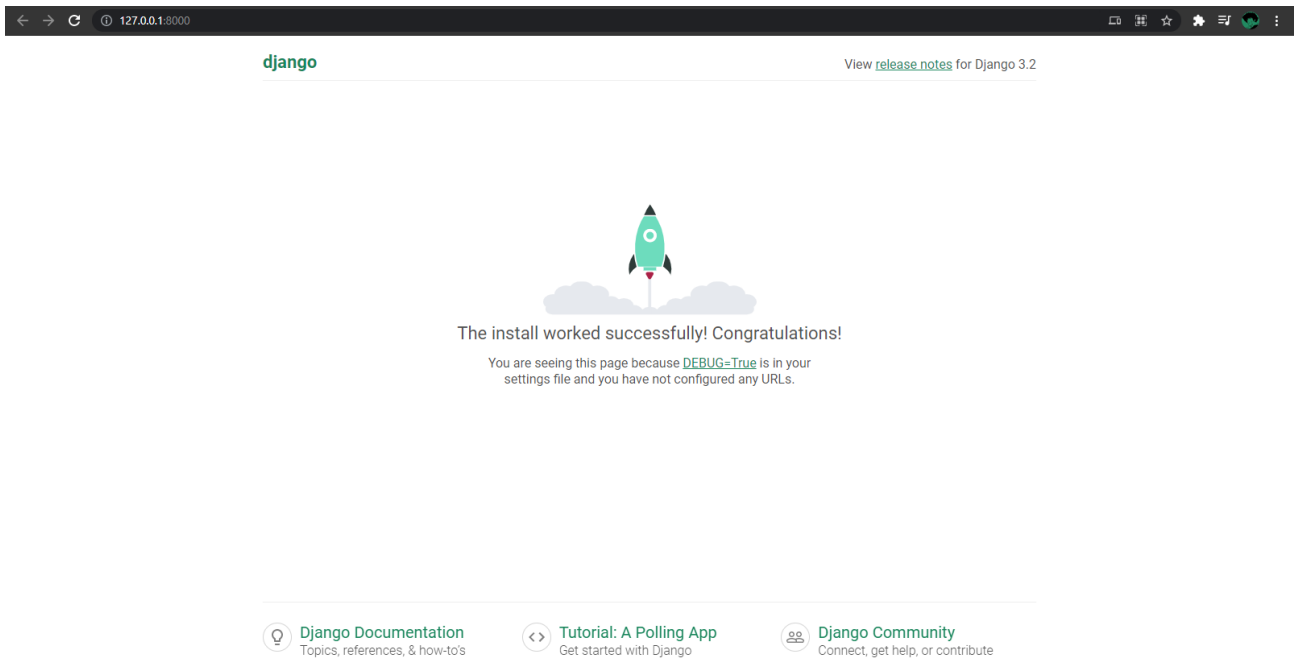 127.0.0.1:8000
django
View release notes for Django 3.2
The install worked successfully! Congratulations!
You are seeing this page because DEBUG=True is in your
settings file and you have not configured any URLs.
Django Documentation
Topics, references, & how-to's
Tutorial: A Polling App
Get started with Django
Django Community
Connect, get help, or contribute